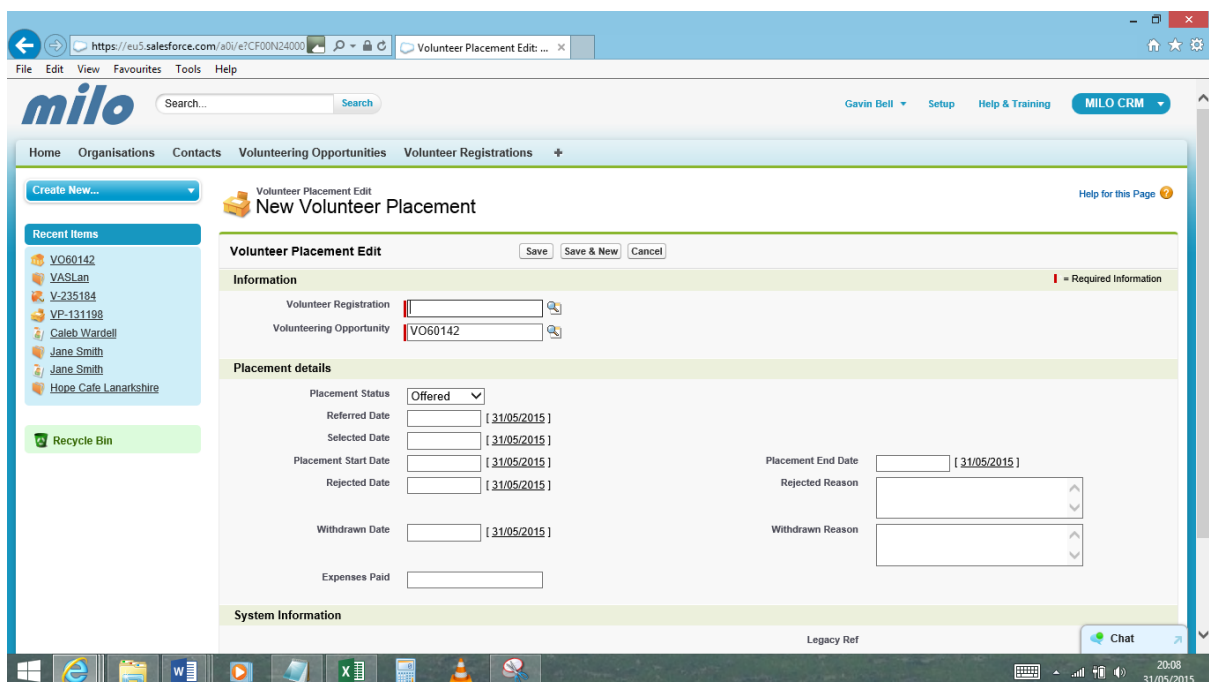 https://eu5.salesforce.com/a0i/e?CF00N24000
Volunteer Placement Edit: ...
File Edit View Favourites Tools Help
milo
Search...
Search
Gavin Bell
Setup
Help & Training
MILO CRM
Home Organisations Contacts Volunteering Opportunities Volunteer Registrations +
Create New...
Recent Items
VO60142
VASLan
V-235184
VP-131198
Caleb Wardell
Jane Smith
Jane Smith
Hope Cafe Lanarkshire
Recycle Bin
Volunteer Placement Edit
New Volunteer Placement
Help for this Page
Volunteer Placement Edit
Save
Save & New
Cancel
Information
= Required Information
Volunteer Registration
Volunteering Opportunity
VO60142
Placement details
Placement Status
Offered
Referred Date
[ 31/05/2015 ]
Selected Date
[ 31/05/2015 ]
Placement Start Date
[ 31/05/2015 ]
Placement End Date
[ 31/05/2015 ]
Rejected Date
[ 31/05/2015 ]
Rejected Reason
Withdrawn Date
[ 31/05/2015 ]
Withdrawn Reason
Expenses Paid
System Information
Legacy Ref
Chat
20:08
31/05/2015